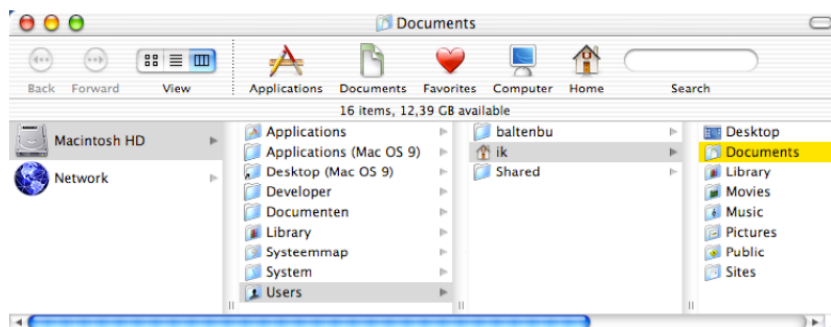 Documents
Back Forward View Applications Documents Favorites Computer Home Search
16 items, 12,39 GB available
Macintosh HD
Network
Applications
Applications (Mac OS 9)
Desktop (Mac OS 9)
Developer
Documenten
Library
Systeemmap
System
Users
baltenbu
ik
Shared
Desktop
Documents
Library
Movies
Music
Pictures
Public
Sites